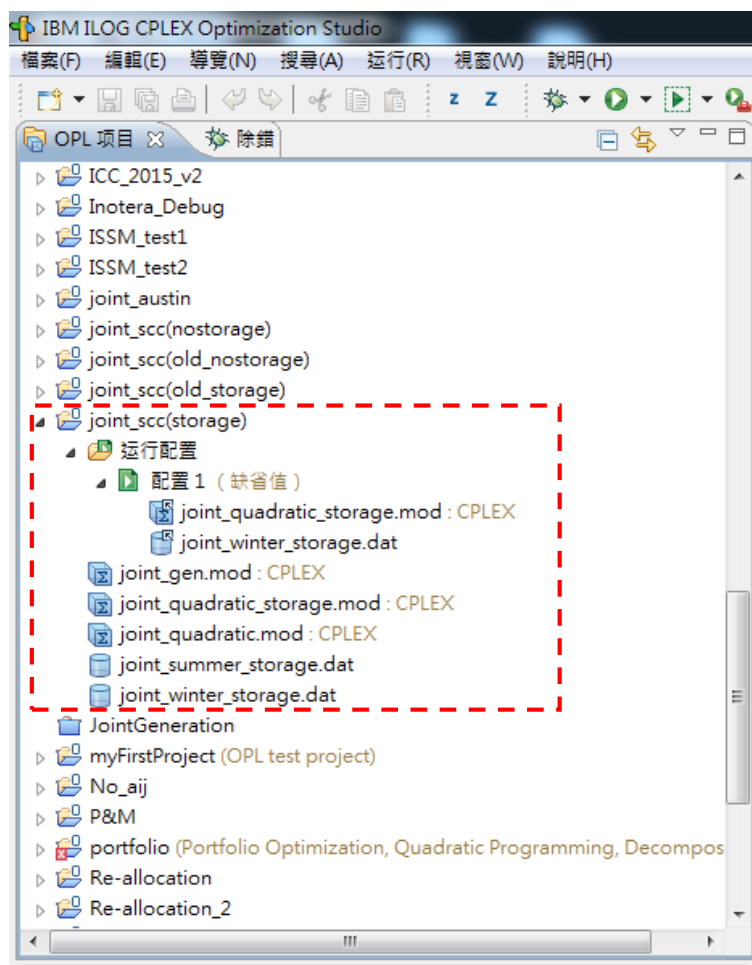 IBM ILOG CPLEX Optimization Studio
檔案(F) 編輯(E) 導覽(N) 搜尋(A) 运行(R) 視窗(W) 說明(H)
z z
OPL 项目 除錯
ICC_2015_v2
Inotera_Debug
ISSM_test1
ISSM_test2
joint_austin
joint_scc(nostorage)
joint_scc(old_nostorage)
joint_scc(old_storage)
joint_scc(storage)
运行配置
配置 1 （缺省值）
joint_quadratic_storage.mod : CPLEX
joint_winter_storage.dat
joint_gen.mod : CPLEX
joint_quadratic_storage.mod : CPLEX
joint_quadratic.mod : CPLEX
joint_summer_storage.dat
joint_winter_storage.dat
JointGeneration
myFirstProject (OPL test project)
No_aij
P&M
portfolio (Portfolio Optimization, Quadratic Programming, Decompos
Re-allocation
Re-allocation_2